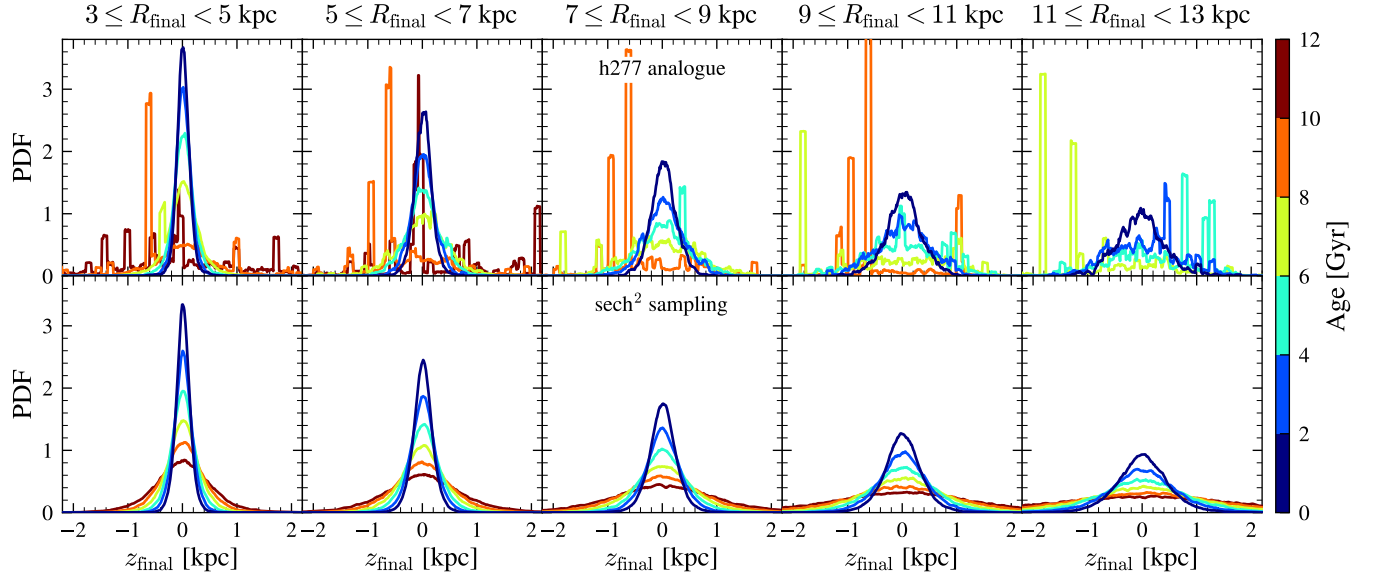 3 ≤ R_final < 5 kpc
5 ≤ R_final < 7 kpc
7 ≤ R_final < 9 kpc
9 ≤ R_final < 11 kpc
11 ≤ R_final < 13 kpc
h277 analogue
PDF
3
2
1
0
sech² sampling
PDF
3
2
1
0
−2 −1 0 1 2
−2 −1 0 1 2
−2 −1 0 1 2
−2 −1 0 1 2
−2 −1 0 1 2
z_final [kpc]
z_final [kpc]
z_final [kpc]
z_final [kpc]
z_final [kpc]
12
10
8
6
4
2
0
Age [Gyr]